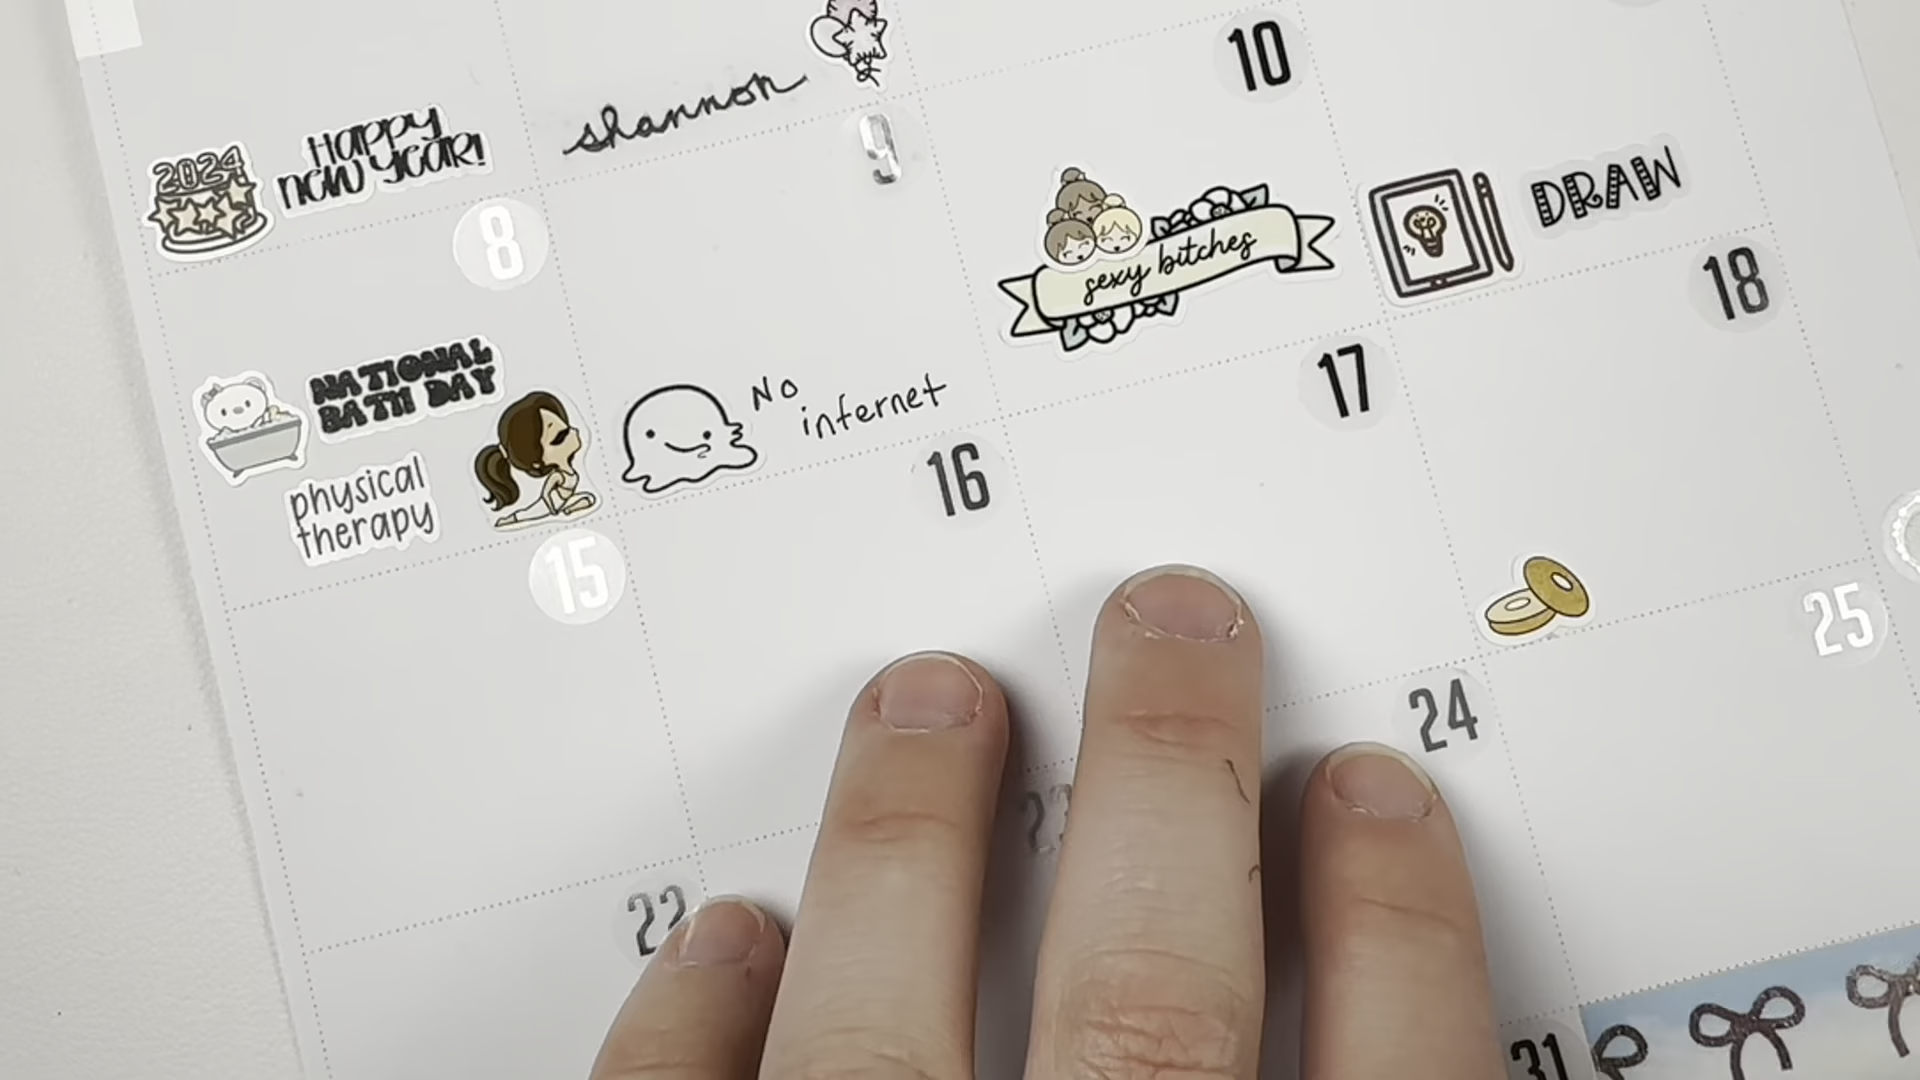 shannon
10
2024
HAPPY
NEW YEAR!
9
8
sexy bitches
DRAW
18
NATIONAL
BATH DAY
No
internet
17
16
physical
therapy
15
25
24
23
22
31